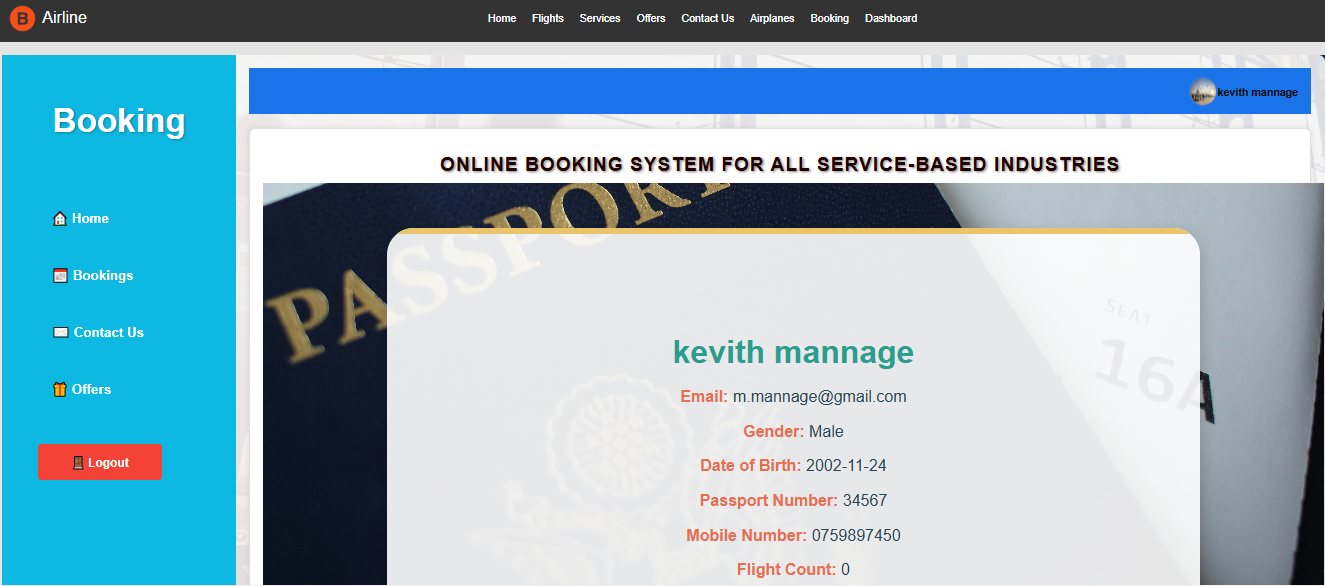 B Airline
Home Flights Services Offers Contact Us Airplanes Booking Dashboard
Booking
Home
Bookings
Contact Us
Offers
Logout
kevith mannage
ONLINE BOOKING SYSTEM FOR ALL SERVICE-BASED INDUSTRIES
PASSPORT
SEAT
16A
kevith mannage
Email: m.mannage@gmail.com
Gender: Male
Date of Birth: 2002-11-24
Passport Number: 34567
Mobile Number: 0759897450
Flight Count: 0